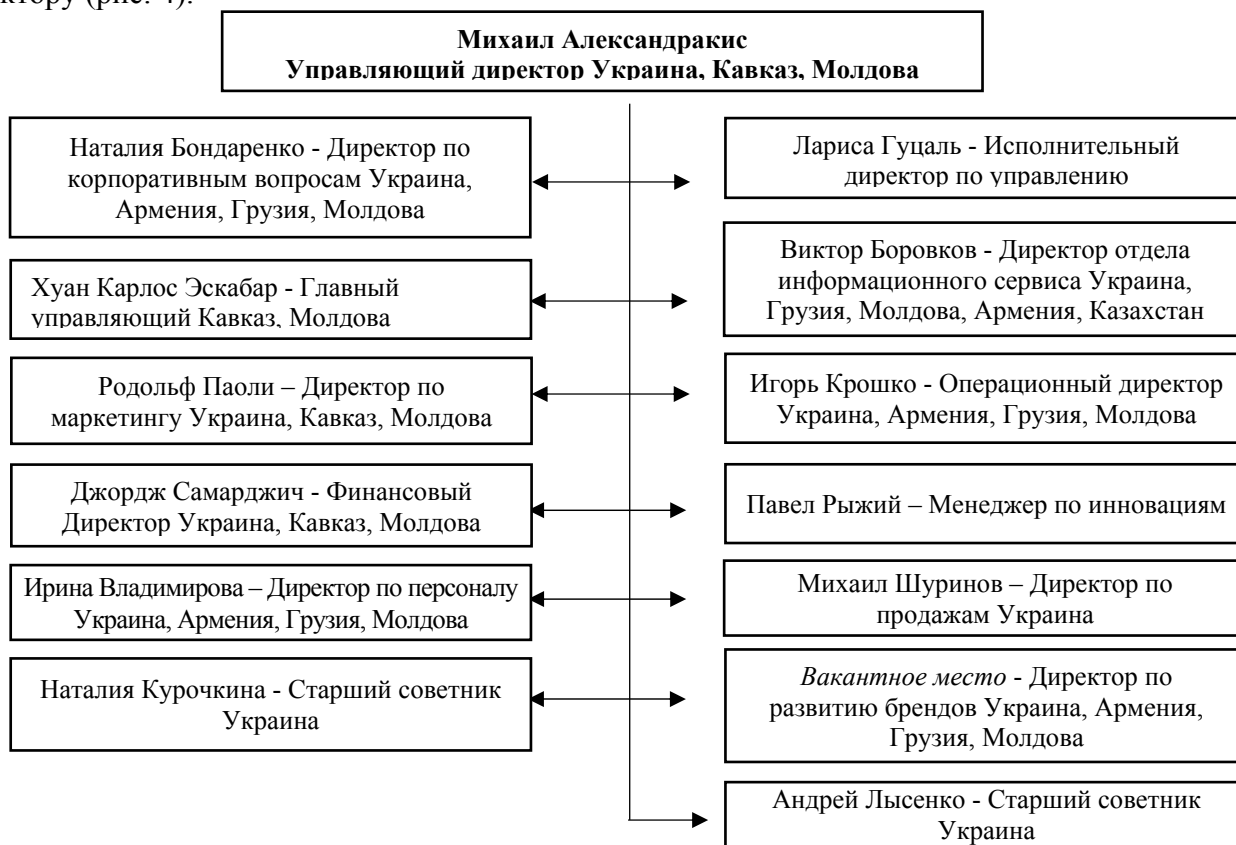 ктору (рис. 4).
Михаил Александракис
Управляющий директор Украина, Кавказ, Молдова
Наталия Бондаренко - Директор по
корпоративным вопросам Украина,
Армения, Грузия, Молдова
Лариса Гуцаль - Исполнительный
директор по управлению
Хуан Карлос Эскабар - Главный
управляющий Кавказ, Молдова
Виктор Боровков - Директор отдела
информационного сервиса Украина,
Грузия, Молдова, Армения, Казахстан
Родольф Паоли – Директор по
маркетингу Украина, Кавказ, Молдова
Игорь Крошко - Операционный директор
Украина, Армения, Грузия, Молдова
Джордж Самарджич - Финансовый
Директор Украина, Кавказ, Молдова
Павел Рыжий – Менеджер по инновациям
Ирина Владимирова – Директор по персоналу
Украина, Армения, Грузия, Молдова
Михаил Шуринов – Директор по
продажам Украина
Наталия Курочкина - Старший советник
Украина
Вакантное место - Директор по
развитию брендов Украина, Армения,
Грузия, Молдова
Андрей Лысенко - Старший советник
Украина